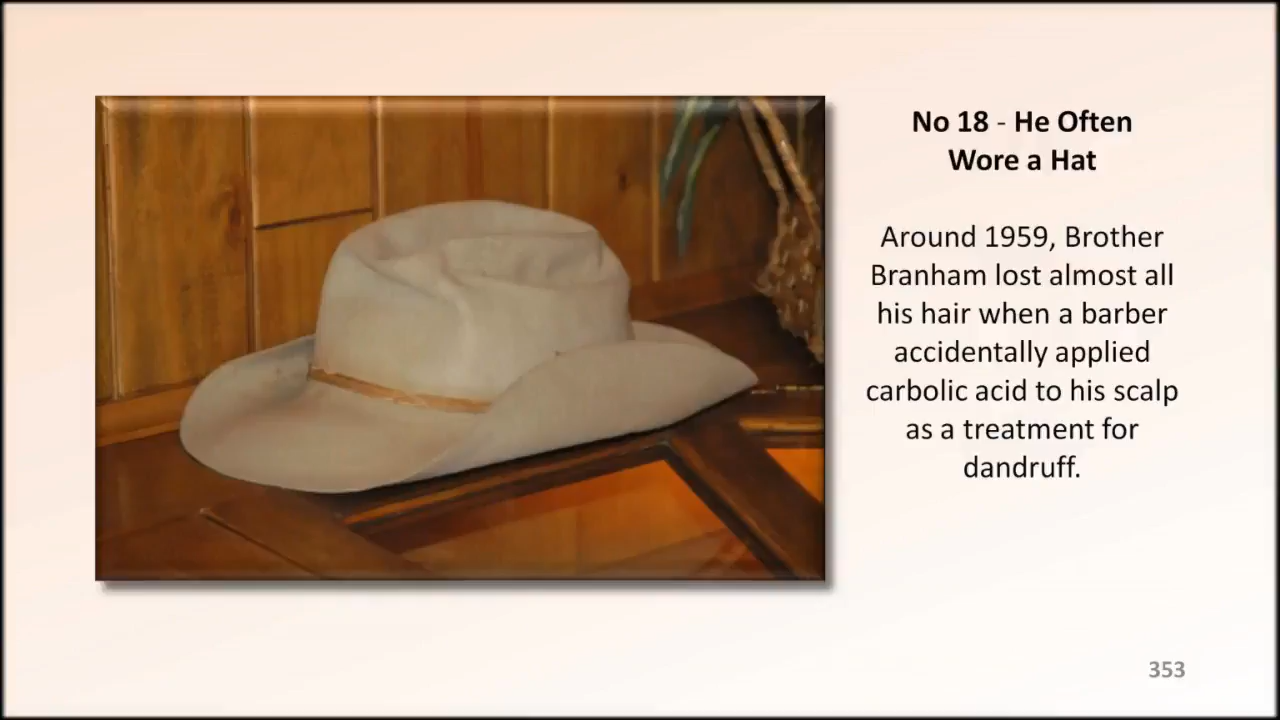 No 18 - He Often
Wore a Hat
Around 1959, Brother
Branham lost almost all
his hair when a barber
accidentally applied
carbolic acid to his scalp
as a treatment for
dandruff.
353